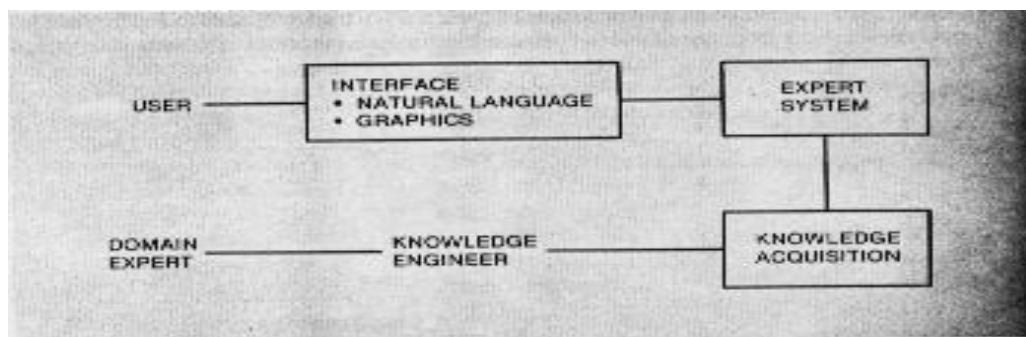 USER
INTERFACE
• NATURAL LANGUAGE
• GRAPHICS
EXPERT
SYSTEM
DOMAIN
EXPERT
KNOWLEDGE
ENGINEER
KNOWLEDGE
ACQUISITION